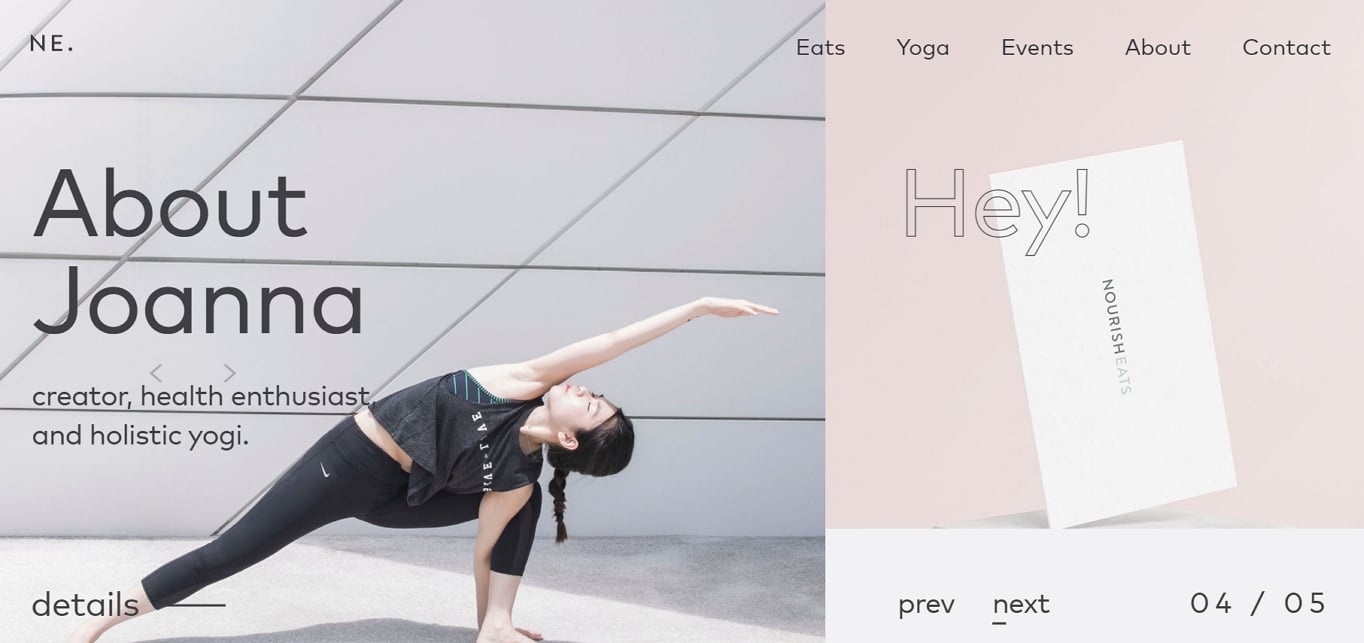 NE.
Eats Yoga Events About Contact
About
Joanna
Hey!
NOURISHEATS
creator, health enthusiast,
and holistic yogi.
details
prev next
04 / 05